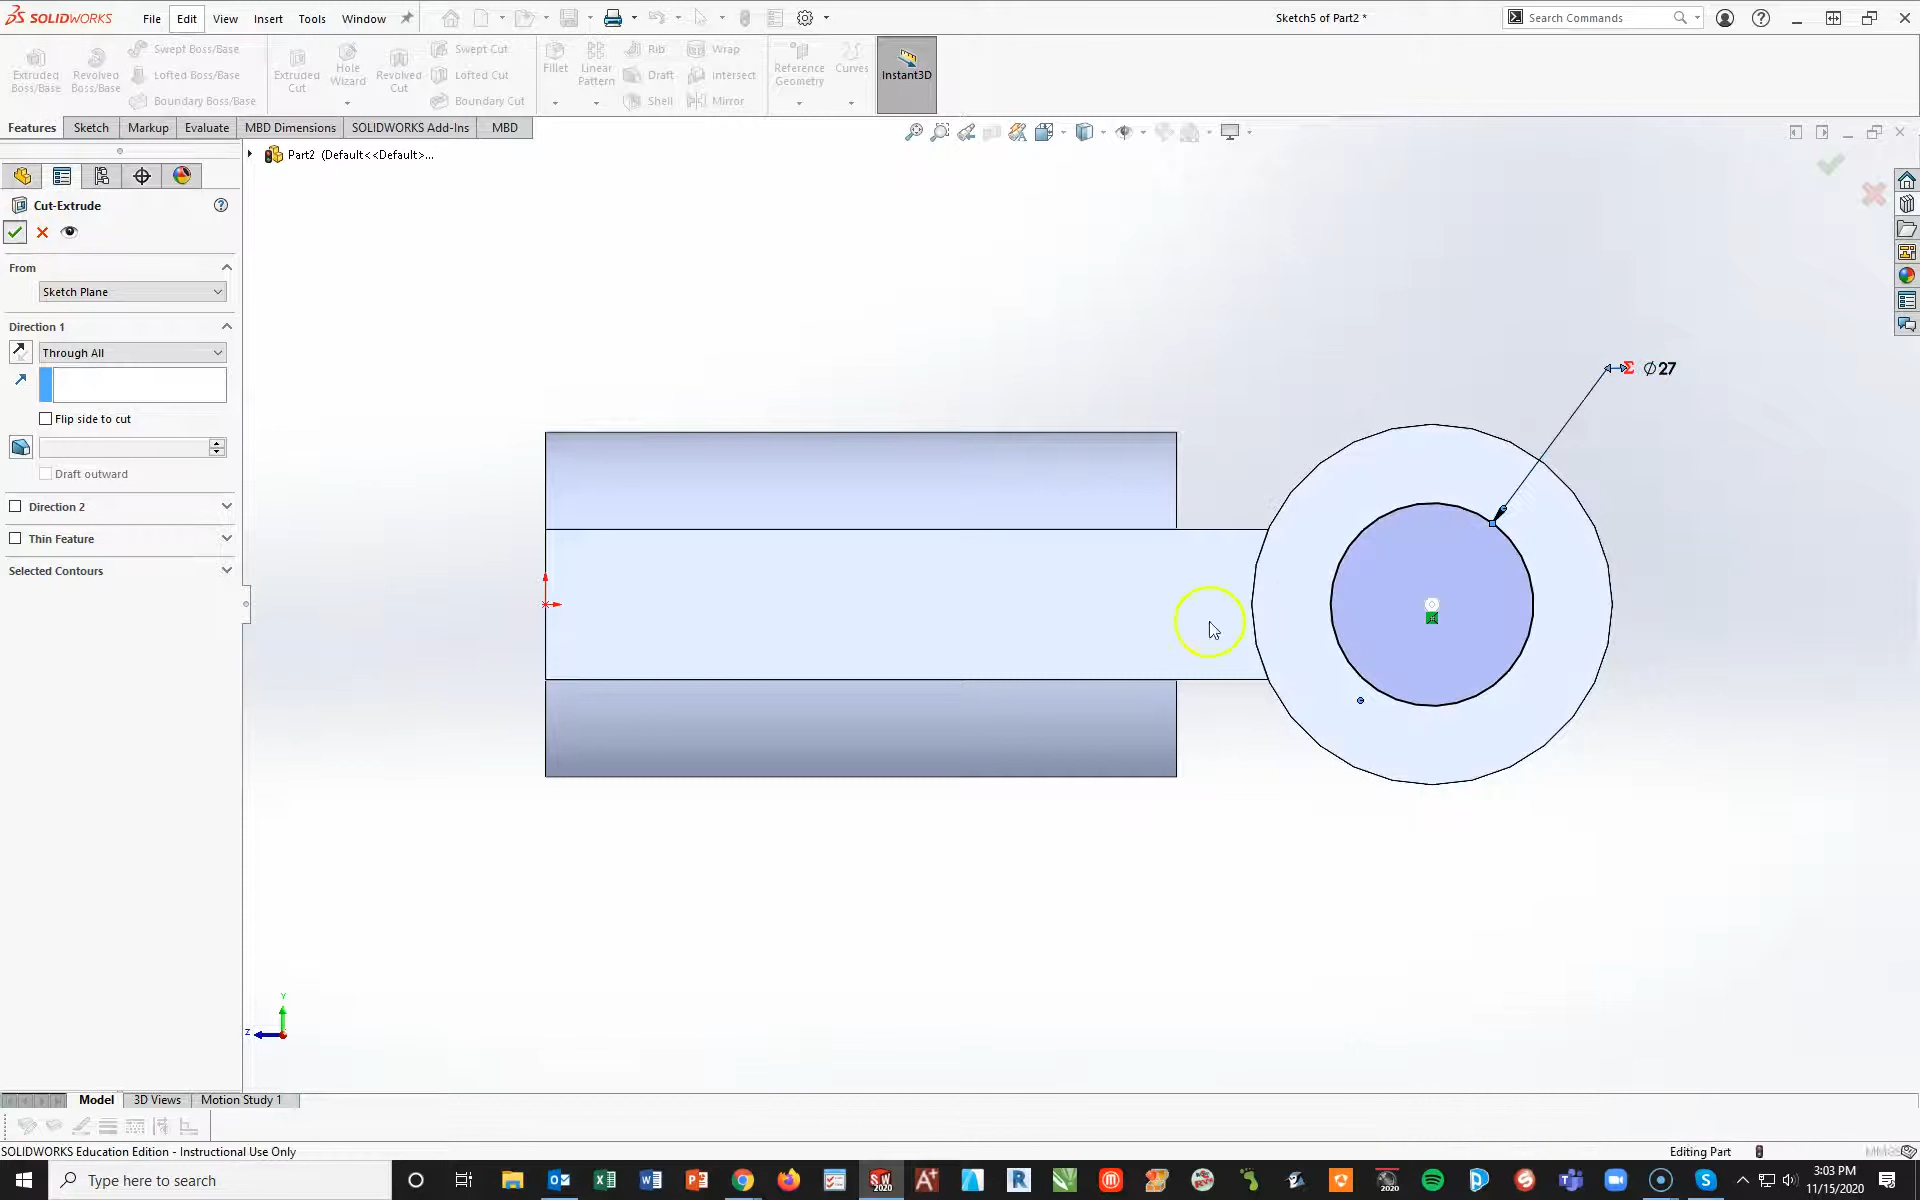 SOLIDWORKS
File Edit View Insert Tools Window
Sketch5 of Part2 *
Search Commands
Extruded Boss/Base
Revolved Boss/Base
Swept Boss/Base
Lofted Boss/Base
Boundary Boss/Base
Extruded Cut
Hole Wizard
Revolved Cut
Swept Cut
Lofted Cut
Boundary Cut
Fillet
Linear Pattern
Rib
Draft
Shell
Wrap
Intersect
Mirror
Reference Geometry
Curves
Instant3D
Features Sketch Markup Evaluate MBD Dimensions SOLIDWORKS Add-Ins MBD
Part2 (Default<<Default>...
Cut-Extrude
From
Sketch Plane
Direction 1
Through All
Flip side to cut
Draft outward
Direction 2
Thin Feature
Selected Contours
Σ ∅27
Y
Z
Model 3D Views Motion Study 1
SOLIDWORKS Education Edition - Instructional Use Only
Editing Part
Type here to search
3:03 PM
11/15/2020